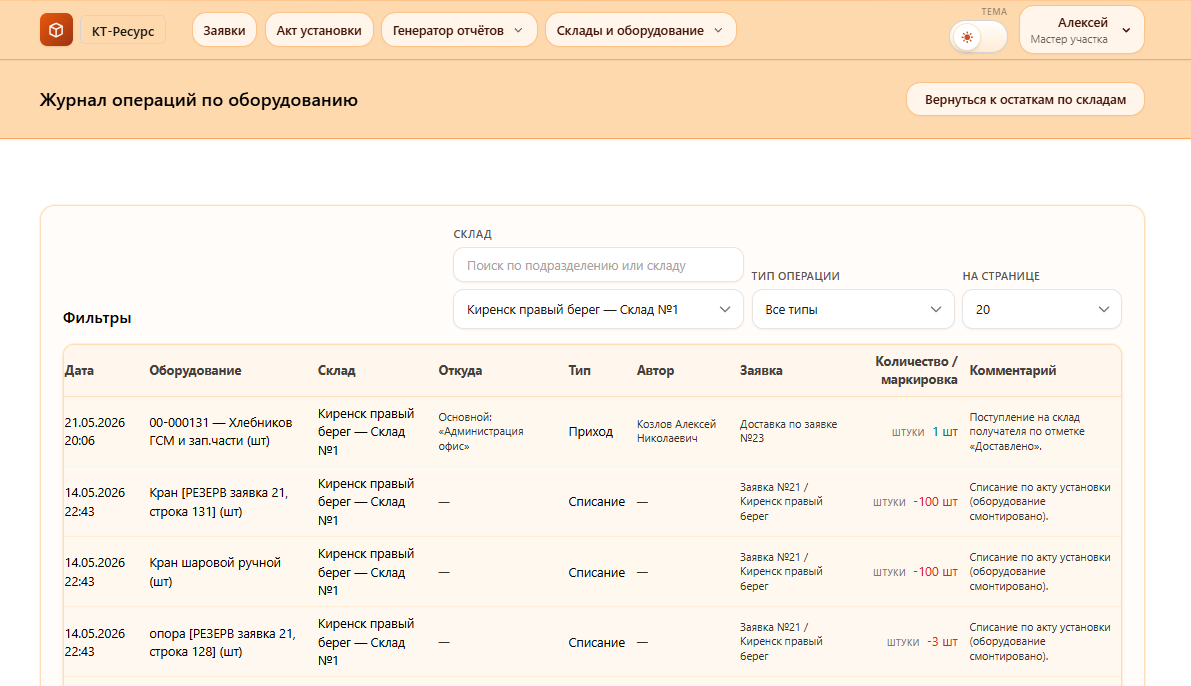 КТ-Ресурс
Заявки
Акт установки
Генератор отчётов
Склады и оборудование
ТЕМА
Алексей
Мастер участка
Журнал операций по оборудованию
Вернуться к остаткам по складам
СКЛАД
Поиск по подразделению или складу
ТИП ОПЕРАЦИИ
НА СТРАНИЦЕ
Фильтры
Киренск правый берег — Склад №1
Все типы
20
Дата
Оборудование
Склад
Откуда
Тип
Автор
Заявка
Количество /
маркировка
Комментарий
21.05.2026
20:06
00-000131 — Хлебников
ГСМ и зап.части (шт)
Киренск правый
берег — Склад
№1
Основной:
«Администрация
офис»
Приход
Козлов Алексей
Николаевич
Доставка по заявке
№23
штуки 1 шт
Поступление на склад
получателя по отметке
«Доставлено».
14.05.2026
22:43
Кран [РЕЗЕРВ заявка 21,
строка 131] (шт)
Киренск правый
берег — Склад
№1
—
Списание
—
Заявка №21 /
Киренск правый
берег
штуки -100 шт
Списание по акту установки
(оборудование
смонтировано).
14.05.2026
22:43
Кран шаровой ручной
(шт)
Киренск правый
берег — Склад
№1
—
Списание
—
Заявка №21 /
Киренск правый
берег
штуки -100 шт
Списание по акту установки
(оборудование
смонтировано).
14.05.2026
22:43
опора [РЕЗЕРВ заявка 21,
строка 128] (шт)
Киренск правый
берег — Склад
№1
—
Списание
—
Заявка №21 /
Киренск правый
берег
штуки -3 шт
Списание по акту установки
(оборудование
смонтировано).